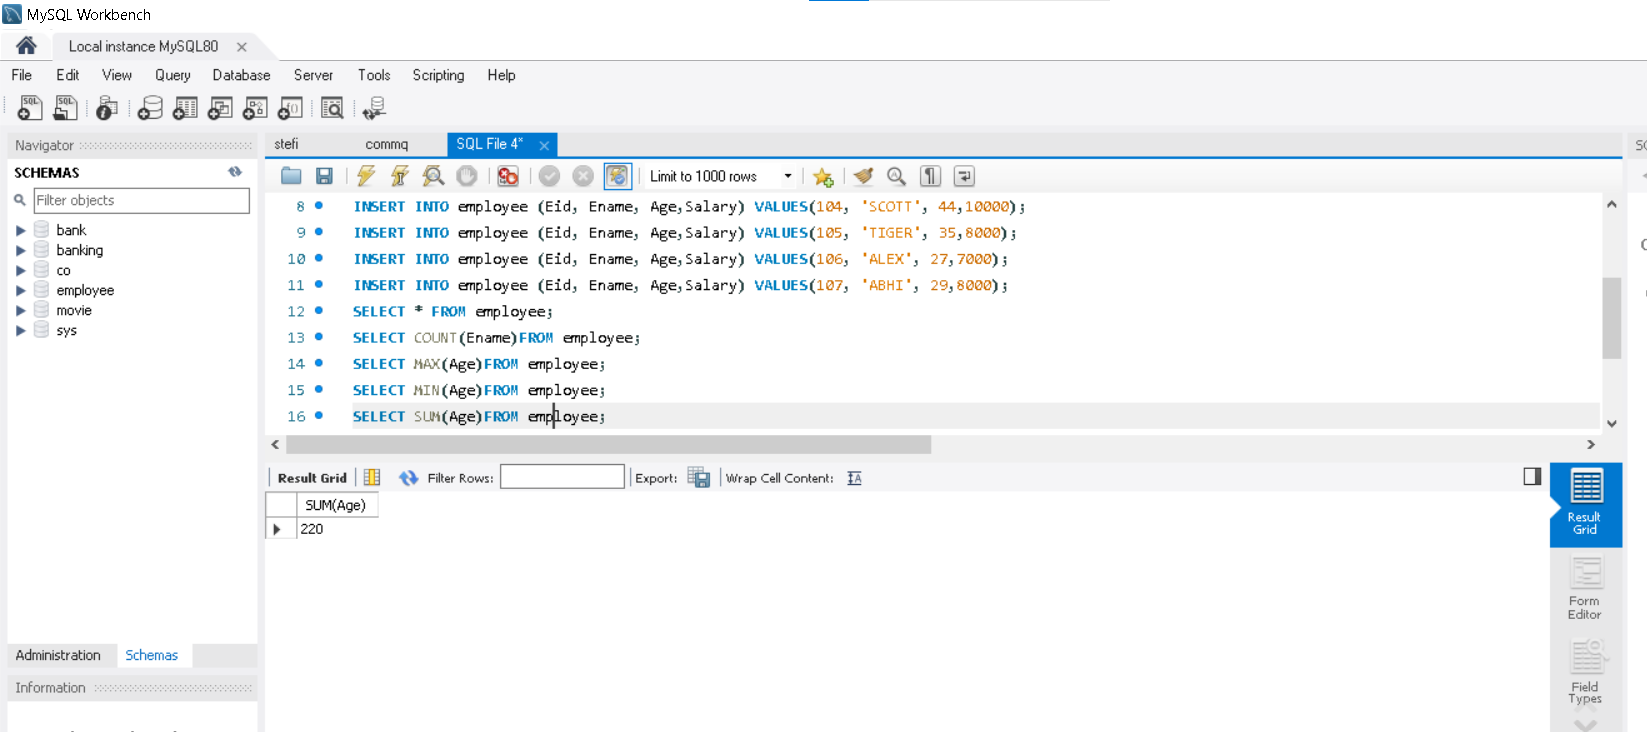 MySQL Workbench
Local instance MySQL80
File Edit View Query Database Server Tools Scripting Help
Navigator
SCHEMAS
Filter objects
bank
banking
co
employee
movie
sys
Administration Schemas
Information
stefi commq SQL File 4*
Limit to 1000 rows
8 INSERT INTO employee (Eid, Ename, Age,Salary) VALUES(104, 'SCOTT', 44,10000);
9 INSERT INTO employee (Eid, Ename, Age,Salary) VALUES(105, 'TIGER', 35,8000);
10 INSERT INTO employee (Eid, Ename, Age,Salary) VALUES(106, 'ALEX', 27,7000);
11 INSERT INTO employee (Eid, Ename, Age,Salary) VALUES(107, 'ABHI', 29,8000);
12 SELECT * FROM employee;
13 SELECT COUNT(Ename)FROM employee;
14 SELECT MAX(Age)FROM employee;
15 SELECT MIN(Age)FROM employee;
16 SELECT SUM(Age)FROM employee;
Result Grid Filter Rows: Export: Wrap Cell Content:
SUM(Age)
220
Result
Grid
Form
Editor
Field
Types